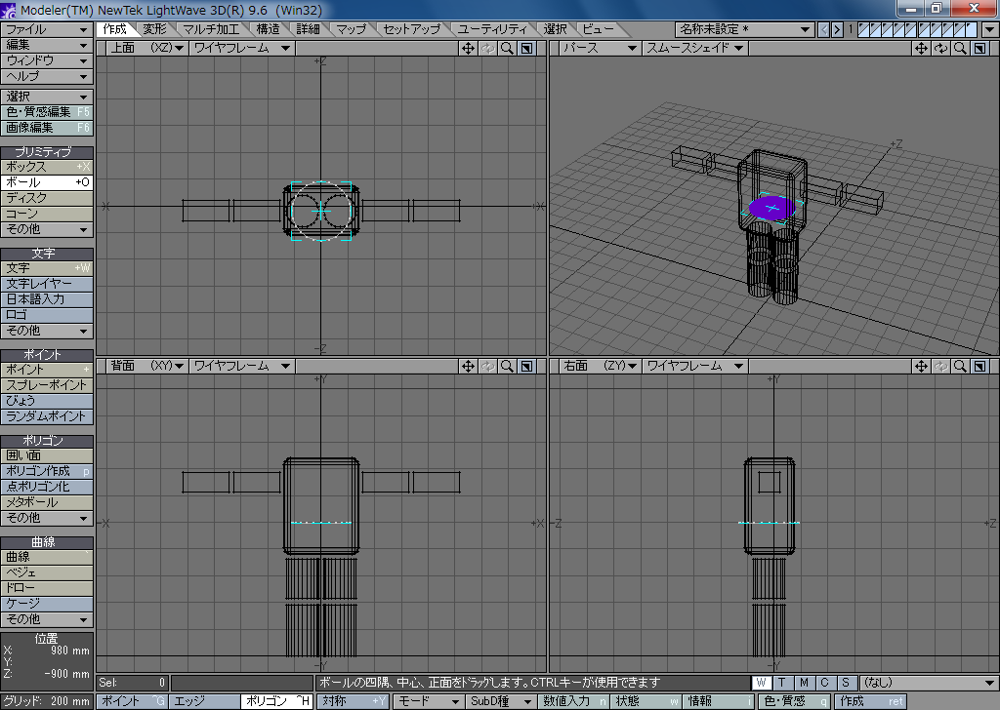 Modeler(TM) NewTek LightWave 3D(R) 9.6 (Win32)
ファイル 作成 変形 マルチ加工 構造 詳細 マップ セットアップ ユーティリティ 選択 ビュー 名称未設定 * < > 1
編集
ウィンドウ
ヘルプ
上面 (XZ) ワイヤフレーム
パース スムースシェイド
選択
色・質感編集 F5
画像編集 F6
プリミティブ
ボックス +X
ボール +O
ディスク
コーン
その他
文字
文字 +W
文字レイヤー
日本語入力
ロゴ
その他
ポイント
ポイント +
スプレーポイント
びょう
ランダムポイント
ポリゴン
囲い面
ポリゴン作成 p
点ポリゴン化
メタボール
その他
曲線
曲線
ベジェ
ドロー
ケージ
その他
+Z
-X
+X
-Z
+Z
背面 (XY) ワイヤフレーム
右面 (ZY) ワイヤフレーム
+Y
-X
+X
-Y
+Y
-Z
+Z
-Y
位置
X: 980 mm
Y:
Z: -900 mm
グリッド: 200 mm
Sel: 0
ボールの四隅、中心、正面をドラッグします。CTRLキーが使用できます
W T M C S (なし)
ポイント ^G エッジ ポリゴン ^H 対称 +Y モード SubD種 数値入力 n 状態 w 情報 i 色・質感 q 作成 ret